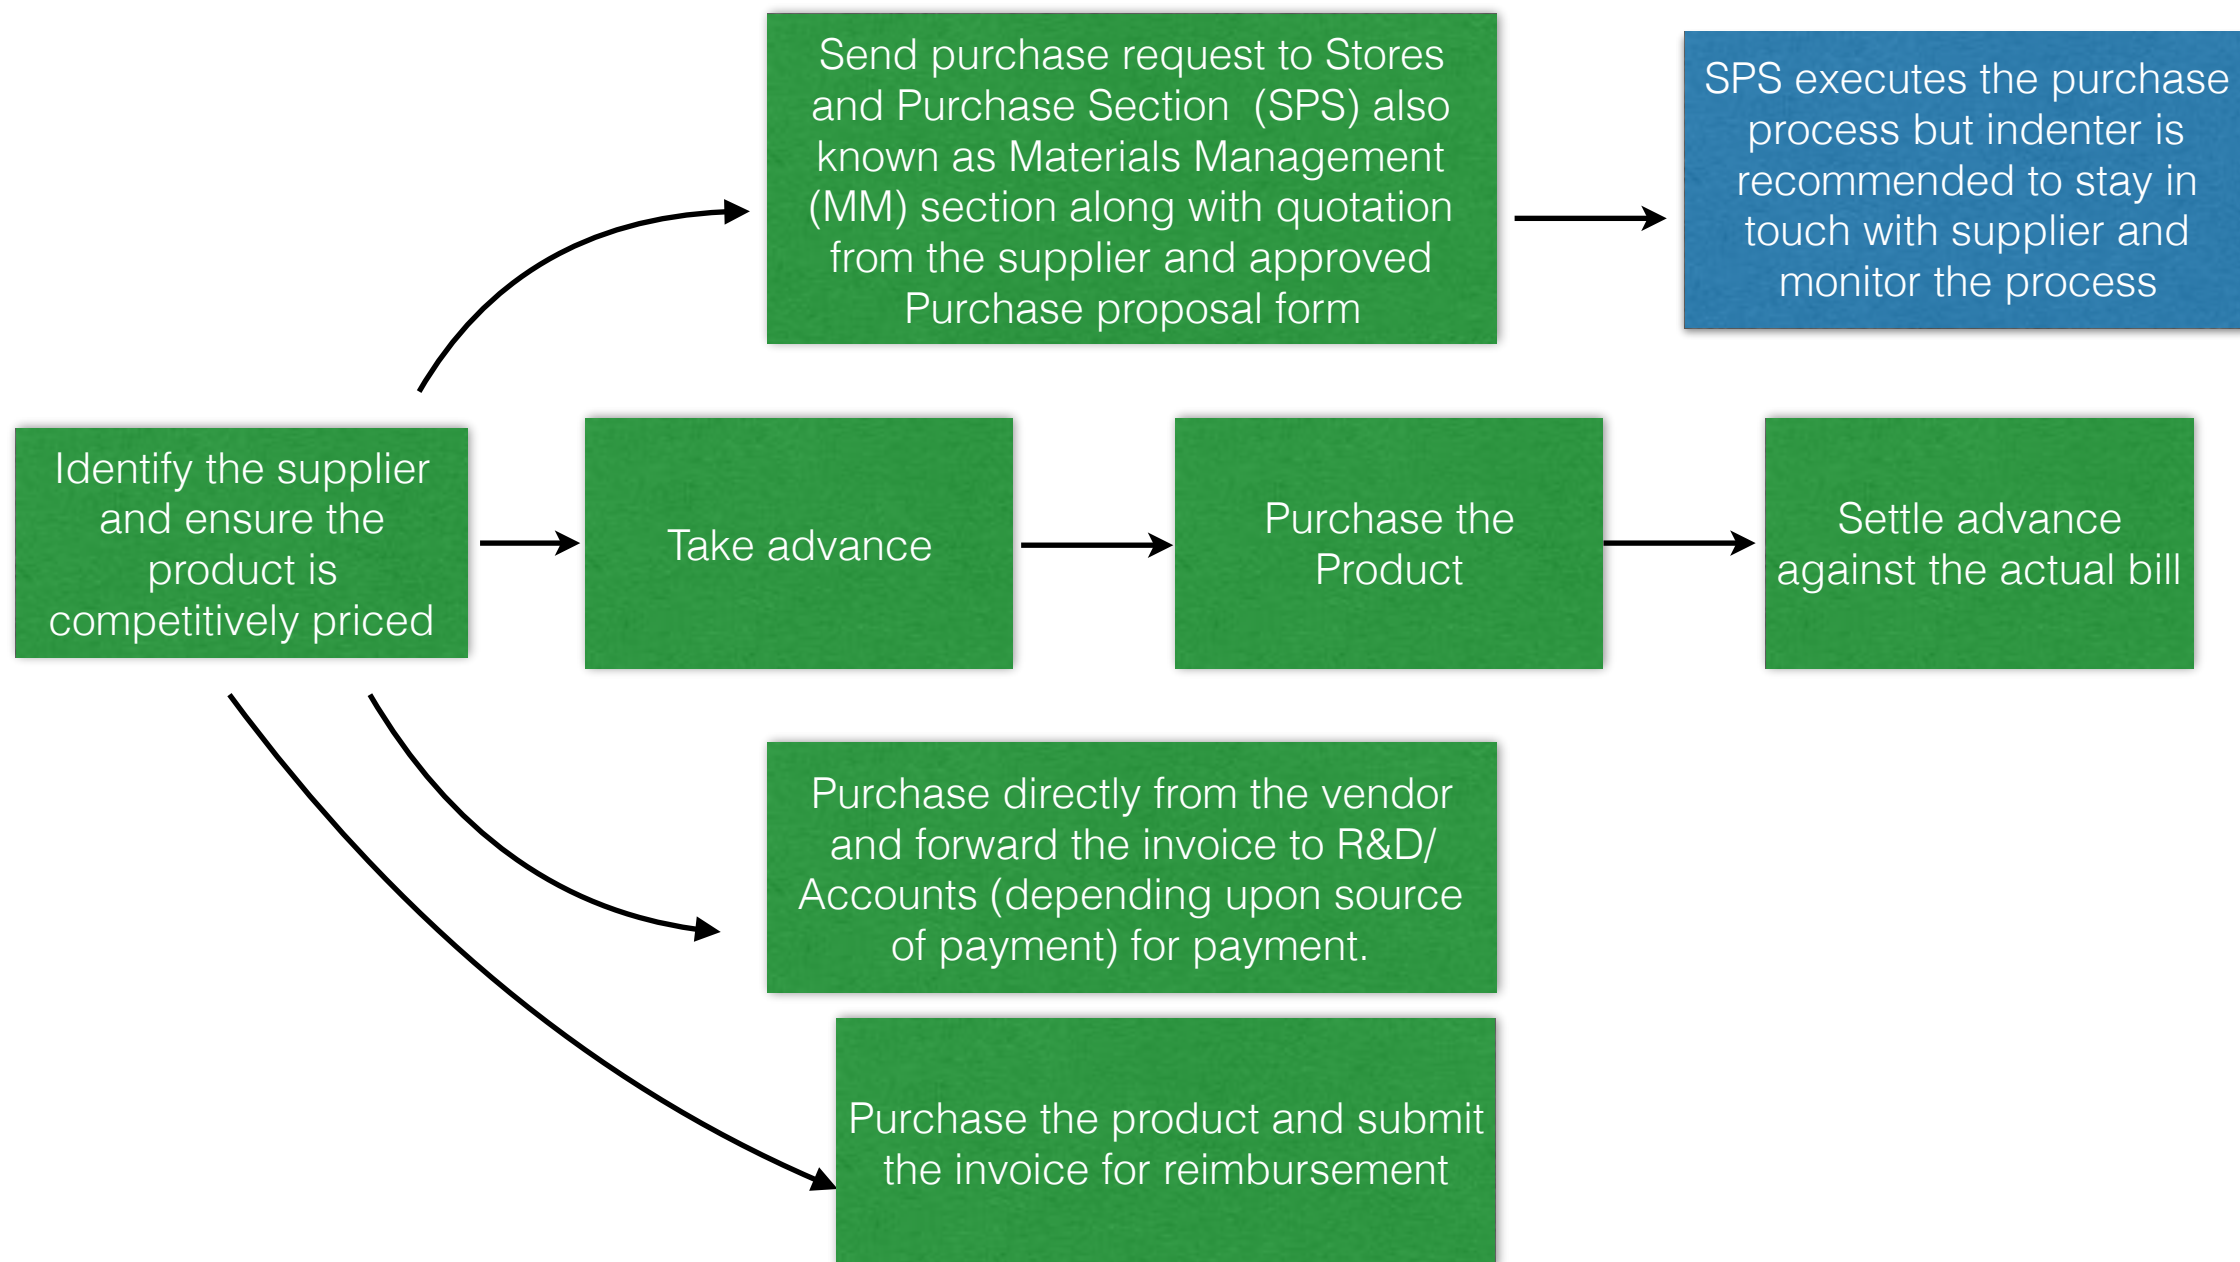 Send purchase request to Stores
and Purchase Section (SPS) also
known as Materials Management
(MM) section along with quotation
from the supplier and approved
Purchase proposal form
SPS executes the purchase
process but indenter is
recommended to stay in
touch with supplier and
monitor the process
Identify the supplier
and ensure the
product is
competitively priced
Take advance
Purchase the
Product
Settle advance
against the actual bill
Purchase directly from the vendor
and forward the invoice to R&D/
Accounts (depending upon source
of payment) for payment.
Purchase the product and submit
the invoice for reimbursement